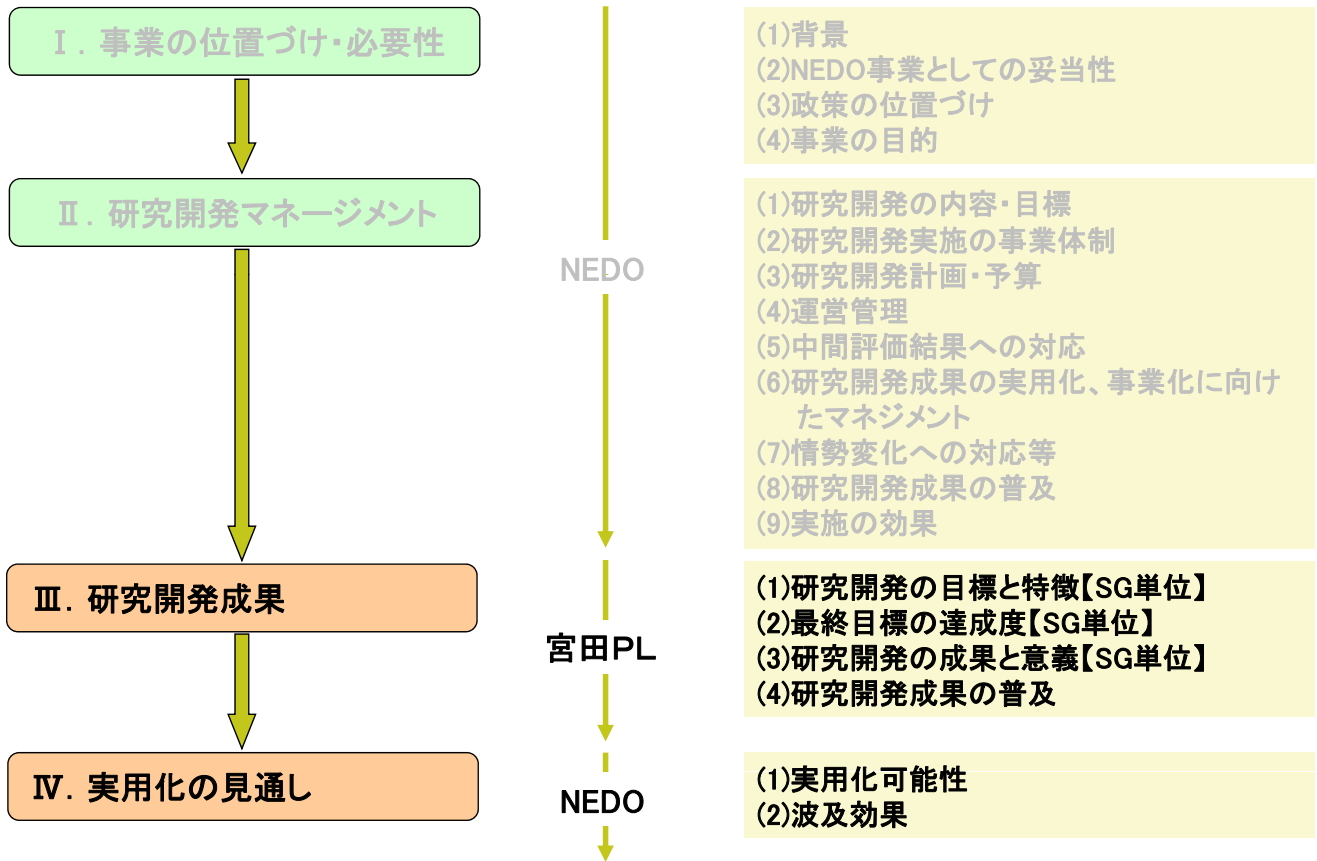 Ⅰ. 事業の位置づけ・必要性
(1)背景
(2)NEDO事業としての妥当性
(3)政策の位置づけ
(4)事業の目的
Ⅱ. 研究開発マネージメント
NEDO
(1)研究開発の内容・目標
(2)研究開発実施の事業体制
(3)研究開発計画・予算
(4)運営管理
(5)中間評価結果への対応
(6)研究開発成果の実用化、事業化に向け
たマネジメント
(7)情勢変化への対応等
(8)研究開発成果の普及
(9)実施の効果
Ⅲ. 研究開発成果
宮田PL
(1)研究開発の目標と特徴【SG単位】
(2)最終目標の達成度【SG単位】
(3)研究開発の成果と意義【SG単位】
(4)研究開発成果の普及
Ⅳ. 実用化の見通し
NEDO
(1)実用化可能性
(2)波及効果